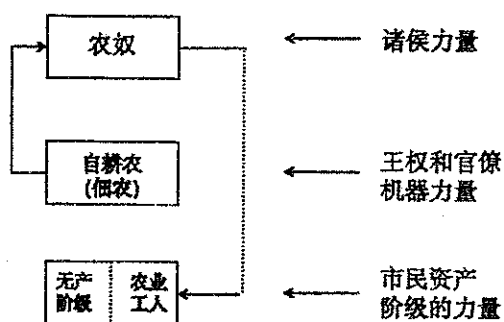 农奴
诸侯力量
自耕农
(佃农)
王权和官僚
机器力量
无产
阶级
农业
工人
市民资产
阶级的力量